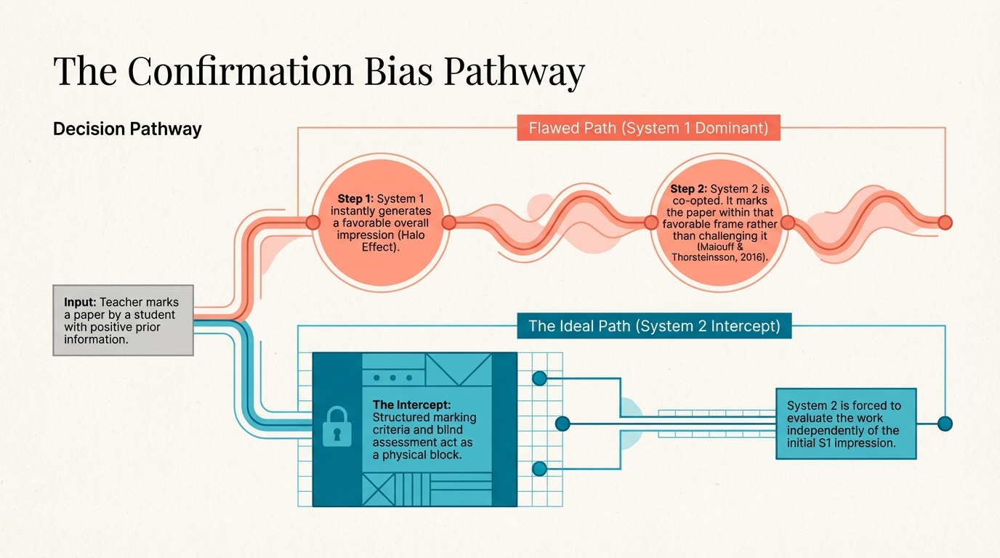 The Confirmation Bias Pathway
Decision Pathway
Flawed Path (System 1 Dominant)
Step 1: System 1
instantly generates
a favorable overall
impression (Halo
Effect).
Step 2: System 2 is
co-opted. It marks
the paper within that
favorable frame rather
than challenging it
(Maiouff &
Thorsteinsson, 2016).
Input: Teacher marks
a paper by a student
with positive prior
information.
The Ideal Path (System 2 Intercept)
The Intercept:
Structured marking
criteria and bllnd
assessment act as
a physical block.
System 2 is forced to
evaluate the work
independently of the
initial S1 impression.